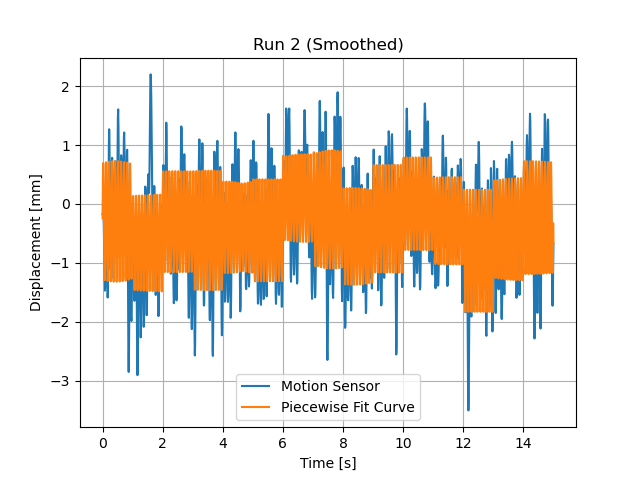 Run 2 (Smoothed)
Displacement [mm]
2
1
0
−1
−2
−3
0 2 4 6 8 10 12 14
Time [s]
Motion Sensor
Piecewise Fit Curve